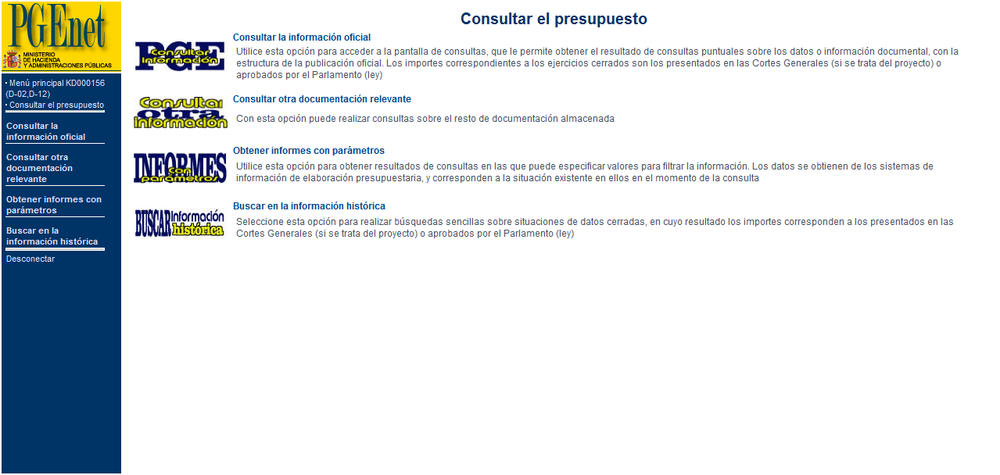 PGEnet
MINISTERIO
DE HACIENDA
Y ADMINISTRACIONES PÚBLICAS
· Menú principal KD000156
(D-02,D-12)
· Consultar el presupuesto
Consultar la
información oficial
Consultar otra
documentación
relevante
Obtener informes con
parámetros
Buscar en la
información histórica
Desconectar
Consultar el presupuesto
PGE
Consultar
Información
Consultar la información oficial
Utilice esta opción para acceder a la pantalla de consultas, que le permite obtener el resultado de consultas puntuales sobre los datos o información documental, con la
estructura de la publicación oficial. Los importes correspondientes a los ejercicios cerrados son los presentados en las Cortes Generales (si se trata del proyecto) o
aprobados por el Parlamento (ley)
Consultar
otra
información
Consultar otra documentación relevante
Con esta opción puede realizar consultas sobre el resto de documentación almacenada
INFORMES
con
parámetros
Obtener informes con parámetros
Utilice esta opción para obtener resultados de consultas en las que puede especificar valores para filtrar la información. Los datos se obtienen de los sistemas de
información de elaboración presupuestaria, y corresponden a la situación existente en ellos en el momento de la consulta
BUSCAR información
histórica
Buscar en la información histórica
Seleccione esta opción para realizar búsquedas sencillas sobre situaciones de datos cerradas, en cuyo resultado los importes corresponden a los presentados en las
Cortes Generales (si se trata del proyecto) o aprobados por el Parlamento (ley)